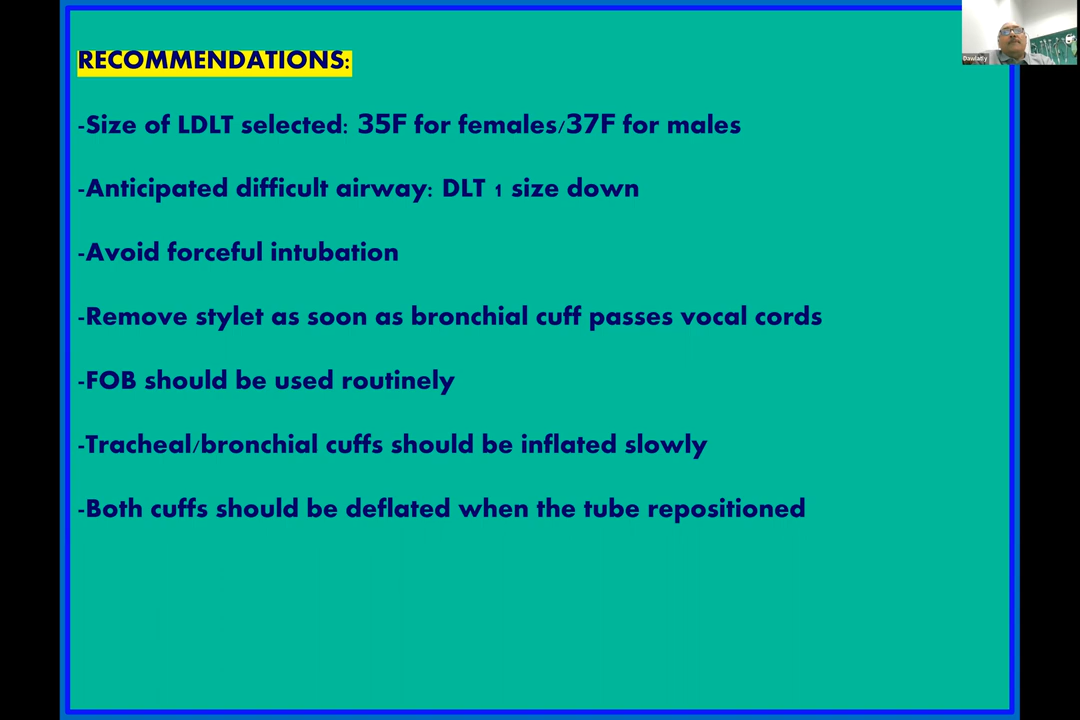 RECOMMENDATIONS:
-Size of LDLT selected: 35F for females/37F for males
-Anticipated difficult airway: DLT 1 size down
-Avoid forceful intubation
-Remove stylet as soon as bronchial cuff passes vocal cords
-FOB should be used routinely
-Tracheal/bronchial cuffs should be inflated slowly
-Both cuffs should be deflated when the tube repositioned